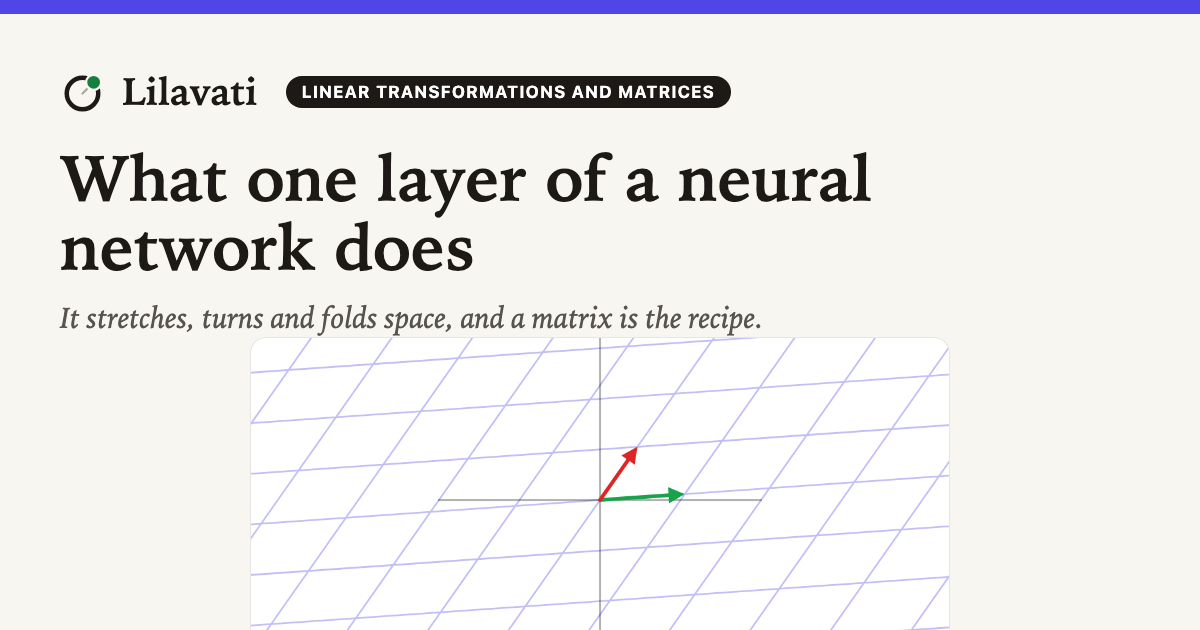 Lilavati
LINEAR TRANSFORMATIONS AND MATRICES
What one layer of a neural
network does
It stretches, turns and folds space, and a matrix is the recipe.